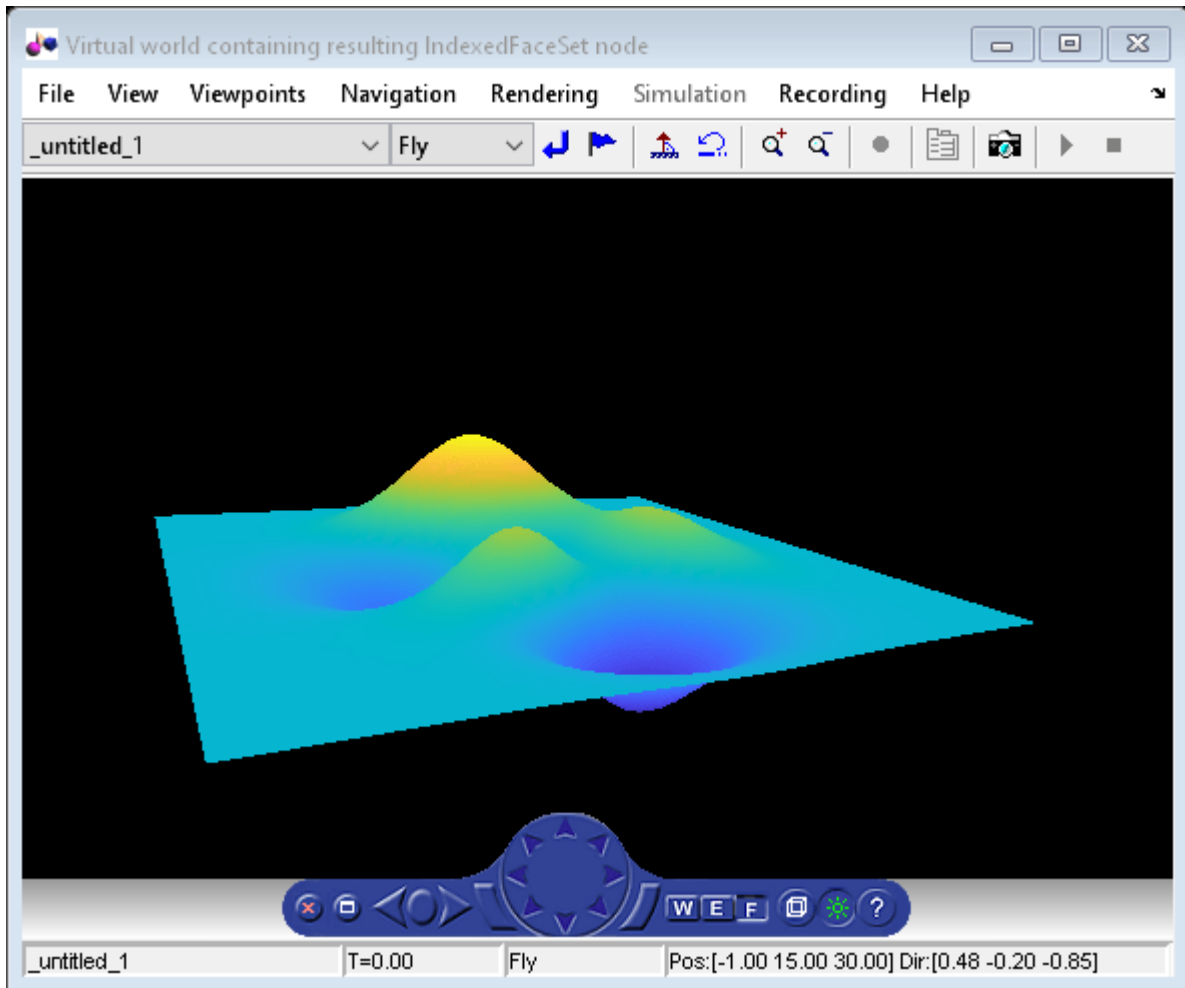 Virtual world containing resulting IndexedFaceSet node
File View Viewpoints Navigation Rendering Simulation Recording Help
_untitled_1 Fly
W E F ?
_untitled_1 T=0.00 Fly Pos:[-1.00 15.00 30.00] Dir:[0.48 -0.20 -0.85]